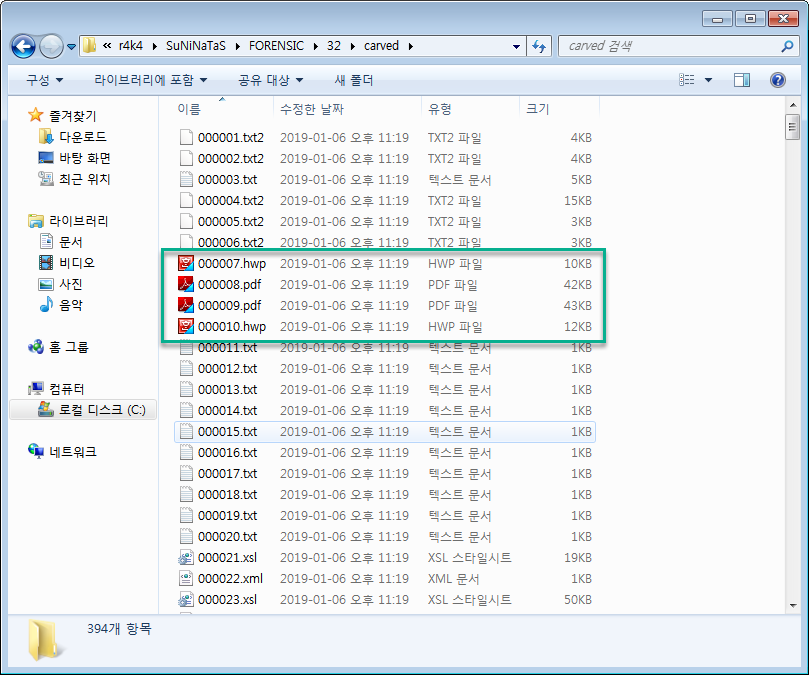 « r4k4 ▸ SuNiNaTaS ▸ FORENSIC ▸ 32 ▸ carved ▸
carved 검색
구성 라이브러리에 포함 공유 대상 새 폴더
즐겨찾기
다운로드
바탕 화면
최근 위치
라이브러리
문서
비디오
사진
음악
홈 그룹
컴퓨터
로컬 디스크 (C:)
네트워크
이름 수정한 날짜 유형 크기
000001.txt2 2019-01-06 오후 11:19 TXT2 파일 4KB
000002.txt2 2019-01-06 오후 11:19 TXT2 파일 4KB
000003.txt 2019-01-06 오후 11:19 텍스트 문서 5KB
000004.txt2 2019-01-06 오후 11:19 TXT2 파일 15KB
000005.txt2 2019-01-06 오후 11:19 TXT2 파일 3KB
000006.txt2 2019-01-06 오후 11:19 TXT2 파일 3KB
000007.hwp 2019-01-06 오후 11:19 HWP 파일 10KB
000008.pdf 2019-01-06 오후 11:19 PDF 파일 42KB
000009.pdf 2019-01-06 오후 11:19 PDF 파일 43KB
000010.hwp 2019-01-06 오후 11:19 HWP 파일 12KB
000011.txt 2019-01-06 오후 11:19 텍스트 문서 1KB
000012.txt 2019-01-06 오후 11:19 텍스트 문서 1KB
000013.txt 2019-01-06 오후 11:19 텍스트 문서 1KB
000014.txt 2019-01-06 오후 11:19 텍스트 문서 1KB
000015.txt 2019-01-06 오후 11:19 텍스트 문서 1KB
000016.txt 2019-01-06 오후 11:19 텍스트 문서 1KB
000017.txt 2019-01-06 오후 11:19 텍스트 문서 1KB
000018.txt 2019-01-06 오후 11:19 텍스트 문서 1KB
000019.txt 2019-01-06 오후 11:19 텍스트 문서 1KB
000020.txt 2019-01-06 오후 11:19 텍스트 문서 1KB
000021.xsl 2019-01-06 오후 11:19 XSL 스타일시트 19KB
000022.xml 2019-01-06 오후 11:19 XML 문서 1KB
000023.xsl 2019-01-06 오후 11:19 XSL 스타일시트 50KB
394개 항목